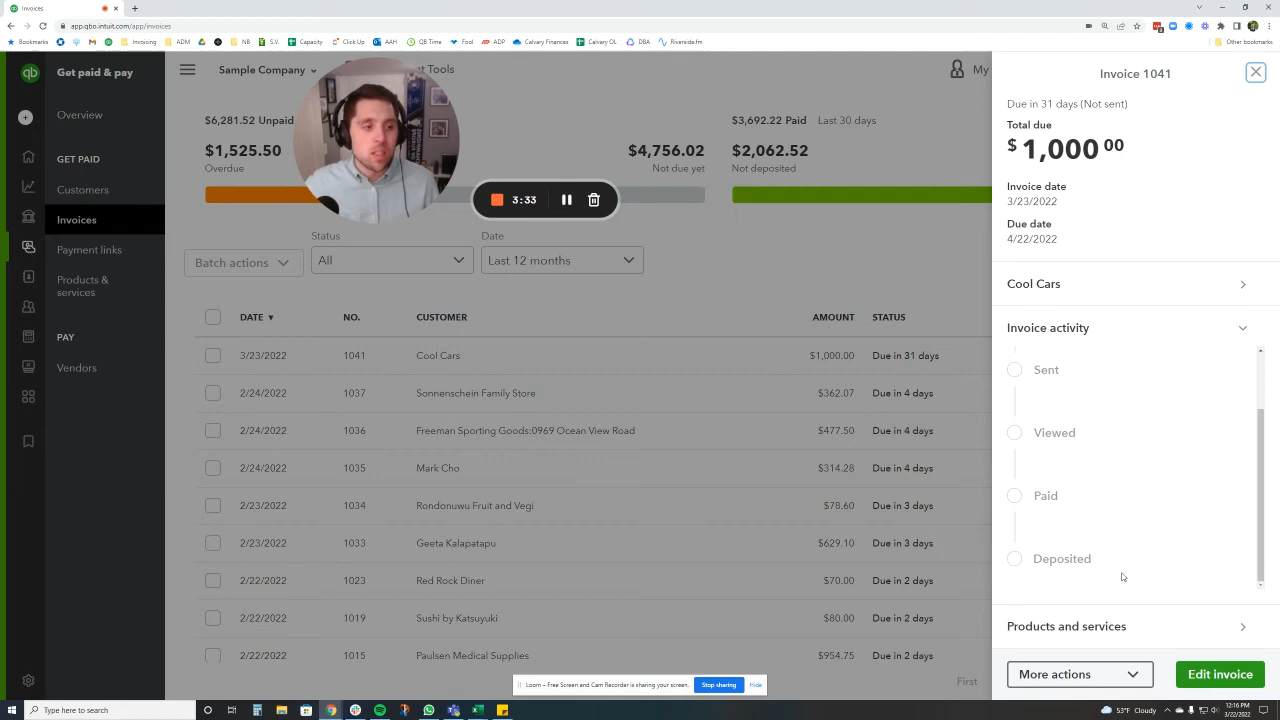 Invoices
app.qbo.intuit.com/app/invoices
Bookmarks
Invoicing
ADM
NB
S.V.
Capacity
Click Up
AAH
QB Time
Fool
ADP
Calvary Finances
Calvary OL
DBA
Riverside.fm
Other bookmarks
qb Get paid & pay
Overview
GET PAID
Customers
Invoices
Payment links
Products &
services
PAY
Vendors
Sample Company
t Tools
My
$6,281.52 Unpaid
$1,525.50
Overdue
$4,756.02
Not due yet
$3,692.22 Paid Last 30 days
$2,062.52
Not deposited
3:33
Status
Date
Batch actions
All
Last 12 months
DATE ▼ NO. CUSTOMER AMOUNT STATUS
3/23/2022 1041 Cool Cars $1,000.00 Due in 31 days
2/24/2022 1037 Sonnenschein Family Store $362.07 Due in 4 days
2/24/2022 1036 Freeman Sporting Goods:0969 Ocean View Road $477.50 Due in 4 days
2/24/2022 1035 Mark Cho $314.28 Due in 4 days
2/23/2022 1034 Rondonuwu Fruit and Vegi $78.60 Due in 3 days
2/23/2022 1033 Geeta Kalapatapu $629.10 Due in 3 days
2/22/2022 1023 Red Rock Diner $70.00 Due in 2 days
2/22/2022 1019 Sushi by Katsuyuki $80.00 Due in 2 days
2/22/2022 1015 Paulsen Medical Supplies $954.75 Due in 2 days
First
Loom – Free Screen and Cam Recorder is sharing your screen.
Stop sharing
Hide
Invoice 1041
Due in 31 days (Not sent)
Total due
$ 1,000 00
Invoice date
3/23/2022
Due date
4/22/2022
Cool Cars
Invoice activity
Sent
Viewed
Paid
Deposited
Products and services
More actions
Edit invoice
Type here to search
53°F Cloudy
12:16 PM
3/22/2022